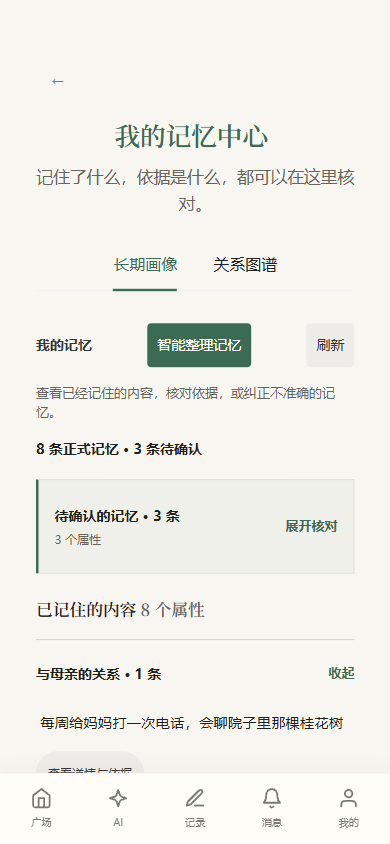 ←
我的记忆中心
记住了什么，依据是什么，都可以在这里核
对。
长期画像 关系图谱
我的记忆 智能整理记忆 刷新
查看已经记住的内容，核对依据，或纠正不准确的记
忆。
8 条正式记忆 • 3 条待确认
待确认的记忆 • 3 条
3 个属性
展开核对
已记住的内容 8 个属性
与母亲的关系 • 1 条 收起
每周给妈妈打一次电话，会聊院子里那棵桂花树
查看详情与依据
广场 AI 记录 消息 我的